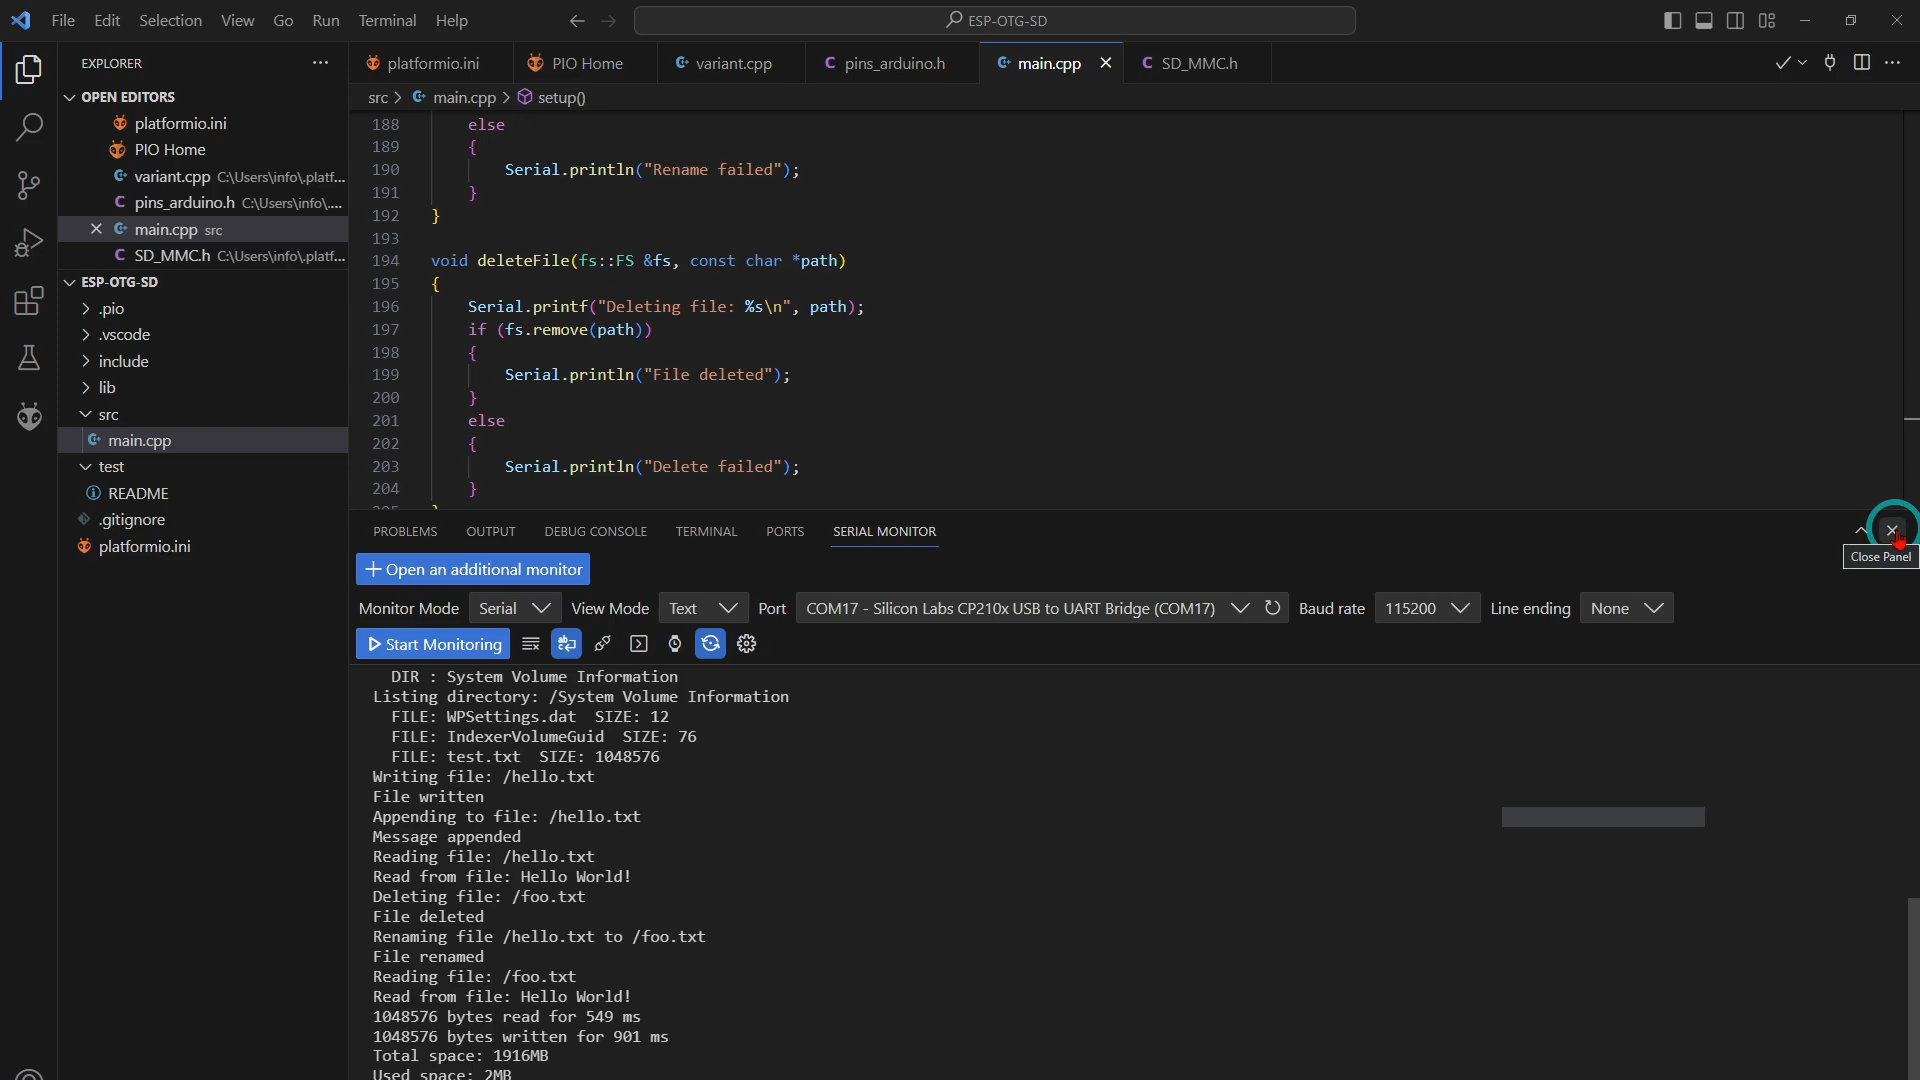 File Edit Selection View Go Run Terminal Help
ESP-OTG-SD
EXPLORER
OPEN EDITORS
platformio.ini
PIO Home
variant.cpp C:\Users\info\.platf...
pins_arduino.h C:\Users\info\....
main.cpp src
SD_MMC.h C:\Users\info\.platf...
ESP-OTG-SD
.pio
.vscode
include
lib
src
main.cpp
test
README
.gitignore
platformio.ini
platformio.ini PIO Home variant.cpp pins_arduino.h main.cpp SD_MMC.h
src > main.cpp > setup()
188 else
189 {
190 Serial.println("Rename failed");
191 }
192 }
193
194 void deleteFile(fs::FS &fs, const char *path)
195 {
196 Serial.printf("Deleting file: %s\n", path);
197 if (fs.remove(path))
198 {
199 Serial.println("File deleted");
200 }
201 else
202 {
203 Serial.println("Delete failed");
204 }
205 }
PROBLEMS OUTPUT DEBUG CONSOLE TERMINAL PORTS SERIAL MONITOR
Close Panel
Open an additional monitor
Monitor Mode Serial View Mode Text Port COM17 - Silicon Labs CP210x USB to UART Bridge (COM17) Baud rate 115200 Line ending None
Start Monitoring
DIR : System Volume Information
Listing directory: /System Volume Information
FILE: WPSettings.dat SIZE: 12
FILE: IndexerVolumeGuid SIZE: 76
FILE: test.txt SIZE: 1048576
Writing file: /hello.txt
File written
Appending to file: /hello.txt
Message appended
Reading file: /hello.txt
Read from file: Hello World!
Deleting file: /foo.txt
File deleted
Renaming file /hello.txt to /foo.txt
File renamed
Reading file: /foo.txt
Read from file: Hello World!
1048576 bytes read for 549 ms
1048576 bytes written for 901 ms
Total space: 1916MB
Used space: 2MB